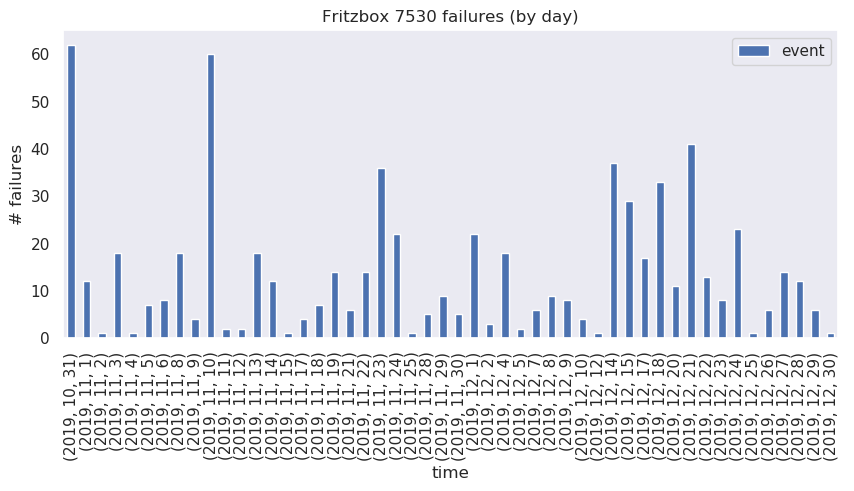 Fritzbox 7530 failures (by day)
event
# failures
60
50
40
30
20
10
0
(2019, 10, 31)
(2019, 11, 1)
(2019, 11, 2)
(2019, 11, 3)
(2019, 11, 4)
(2019, 11, 5)
(2019, 11, 6)
(2019, 11, 8)
(2019, 11, 9)
(2019, 11, 10)
(2019, 11, 11)
(2019, 11, 12)
(2019, 11, 13)
(2019, 11, 14)
(2019, 11, 15)
(2019, 11, 17)
(2019, 11, 18)
(2019, 11, 19)
(2019, 11, 21)
(2019, 11, 22)
(2019, 11, 23)
(2019, 11, 24)
(2019, 11, 25)
(2019, 11, 28)
(2019, 11, 29)
(2019, 11, 30)
(2019, 12, 1)
(2019, 12, 2)
(2019, 12, 4)
(2019, 12, 5)
(2019, 12, 7)
(2019, 12, 8)
(2019, 12, 9)
(2019, 12, 10)
(2019, 12, 12)
(2019, 12, 14)
(2019, 12, 15)
(2019, 12, 17)
(2019, 12, 18)
(2019, 12, 20)
(2019, 12, 21)
(2019, 12, 22)
(2019, 12, 23)
(2019, 12, 24)
(2019, 12, 25)
(2019, 12, 26)
(2019, 12, 27)
(2019, 12, 28)
(2019, 12, 29)
(2019, 12, 30)
time